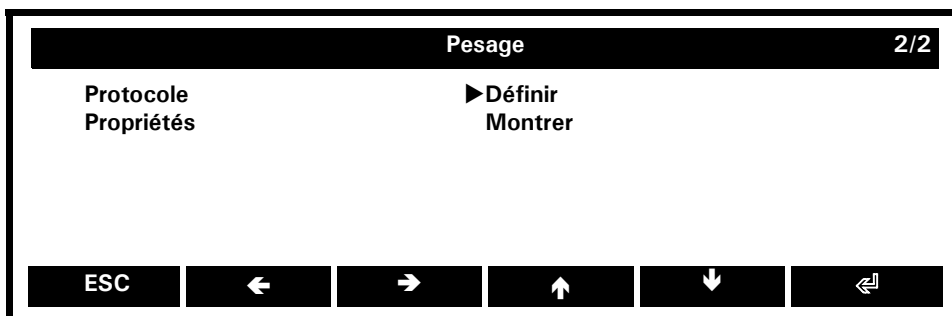 Pesage 2/2
Protocole ▶Définir
Propriétés Montrer
ESC ← → ↑ ↓ ↵